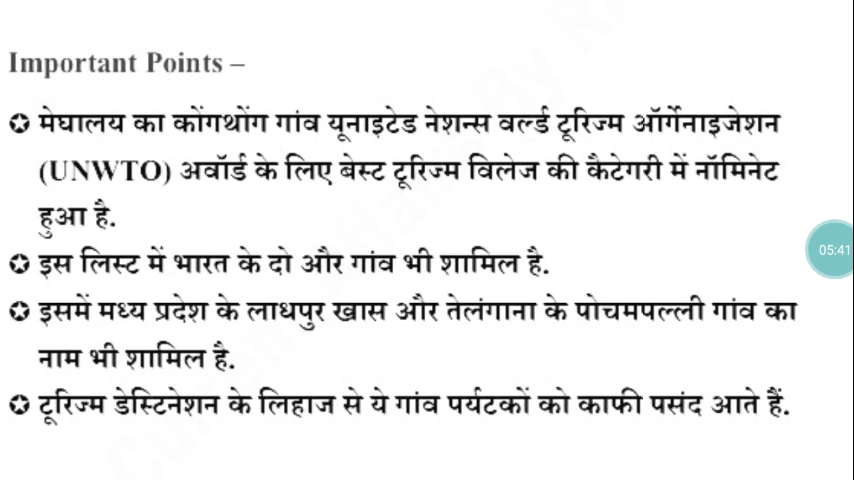 Important Points –
✪ मेघालय का कोंगथोंग गांव यूनाइटेड नेशन्स वर्ल्ड टूरिज्म ऑर्गेनाइजेशन
(UNWTO) अवॉर्ड के लिए बेस्ट टूरिज्म विलेज की कैटेगरी में नॉमिनेट
हुआ है.
✪ इस लिस्ट में भारत के दो और गांव भी शामिल है.
✪ इसमें मध्य प्रदेश के लाधपुर खास और तेलंगाना के पोचमपल्ली गांव का
नाम भी शामिल है.
✪ टूरिज्म डेस्टिनेशन के लिहाज से ये गांव पर्यटकों को काफी पसंद आते हैं.
05:41